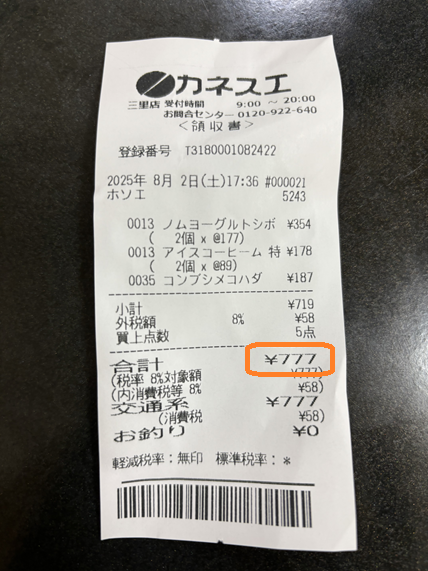 カネスエ
三里店 受付時間 9:00 ～ 20:00
お問合センター 0120-922-640
＜領収書＞
登録番号 T3180001082422
2025年 8月 2日(土)17:36 #000021
ホソエ 5243
0013 ノムヨーグルトシボ ¥354
( 2個 x @177)
0013 アイスコーヒーム 特 ¥178
( 2個 x @89)
0035 コンブシメコハダ ¥187
小計 ¥719
外税額 8% ¥58
買上点数 5点
合計 ¥777
(税率 8%対象額 ¥777)
(内消費税等 8% ¥58)
交通系 ¥777
(消費税 ¥58)
お釣り ¥0
軽減税率：無印 標準税率：*